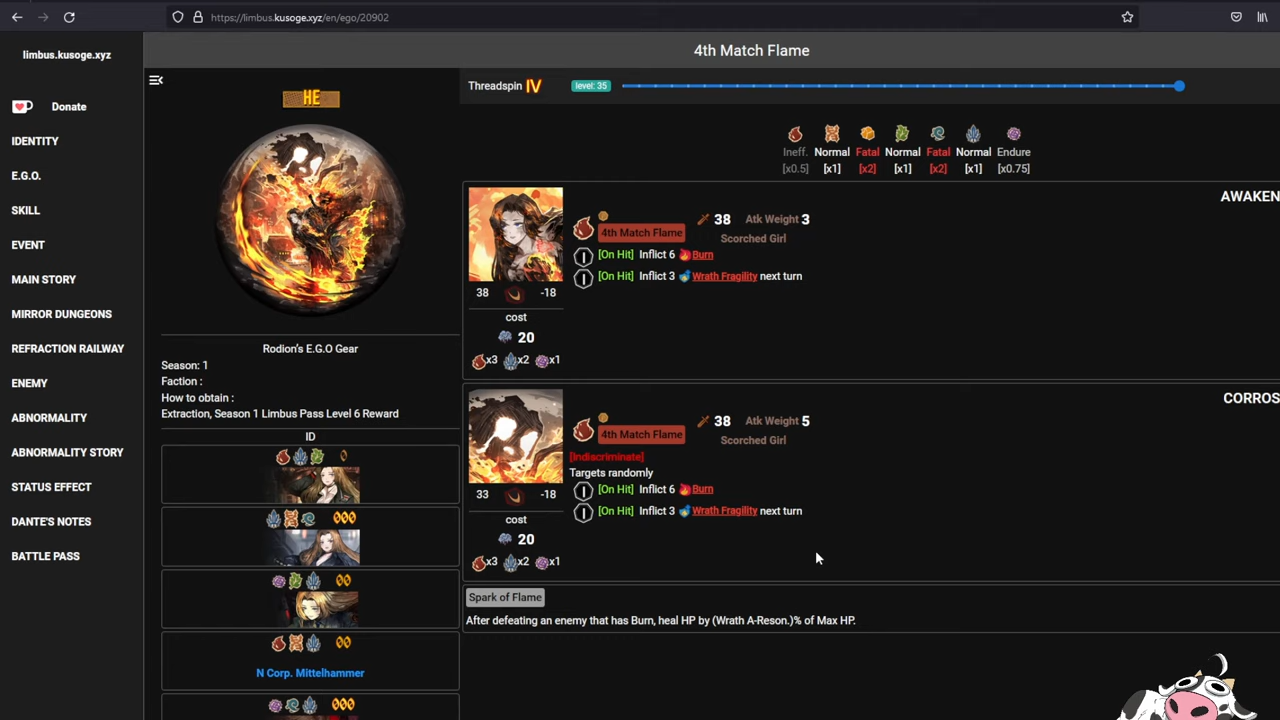 https://limbus.kusoge.xyz/en/ego/20902
limbus.kusoge.xyz
4th Match Flame
Donate
IDENTITY
E.G.O.
SKILL
EVENT
MAIN STORY
MIRROR DUNGEONS
REFRACTION RAILWAY
ENEMY
ABNORMALITY
ABNORMALITY STORY
STATUS EFFECT
DANTE'S NOTES
BATTLE PASS
HE
Rodion's E.G.O Gear
Season: 1
Faction :
How to obtain :
Extraction, Season 1 Limbus Pass Level 6 Reward
ID
0
000
00
00
N Corp. Mittelhammer
000
Threadspin IV level: 35
Ineff. Normal Fatal Normal Fatal Normal Endure
[x0.5] [x1] [x2] [x1] [x2] [x1] [x0.75]
AWAKEN
4th Match Flame 38 Atk Weight 3
Scorched Girl
I [On Hit] Inflict 6 Burn
I [On Hit] Inflict 3 Wrath Fragility next turn
38 -18
cost
20
x3 x2 x1
CORROS
4th Match Flame 38 Atk Weight 5
Scorched Girl
[Indiscriminate]
Targets randomly
I [On Hit] Inflict 6 Burn
I [On Hit] Inflict 3 Wrath Fragility next turn
33 -18
cost
20
x3 x2 x1
Spark of Flame
After defeating an enemy that has Burn, heal HP by (Wrath A-Reson.)% of Max HP.